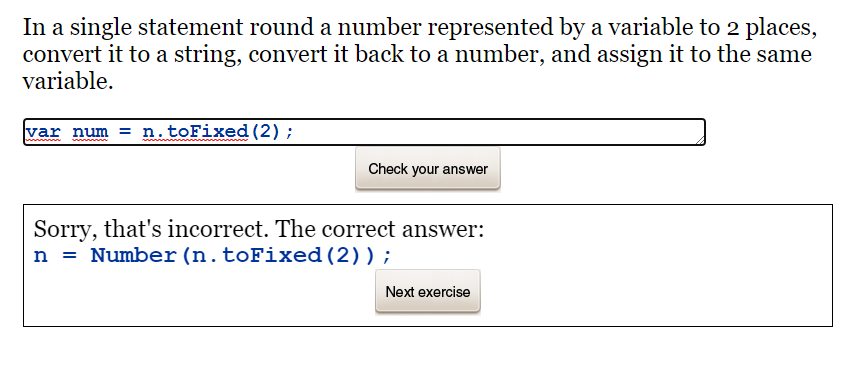 In a single statement round a number represented by a variable to 2 places,
convert it to a string, convert it back to a number, and assign it to the same
variable.
var num = n.toFixed(2);
Check your answer
Sorry, that's incorrect. The correct answer:
n = Number(n.toFixed(2));
Next exercise